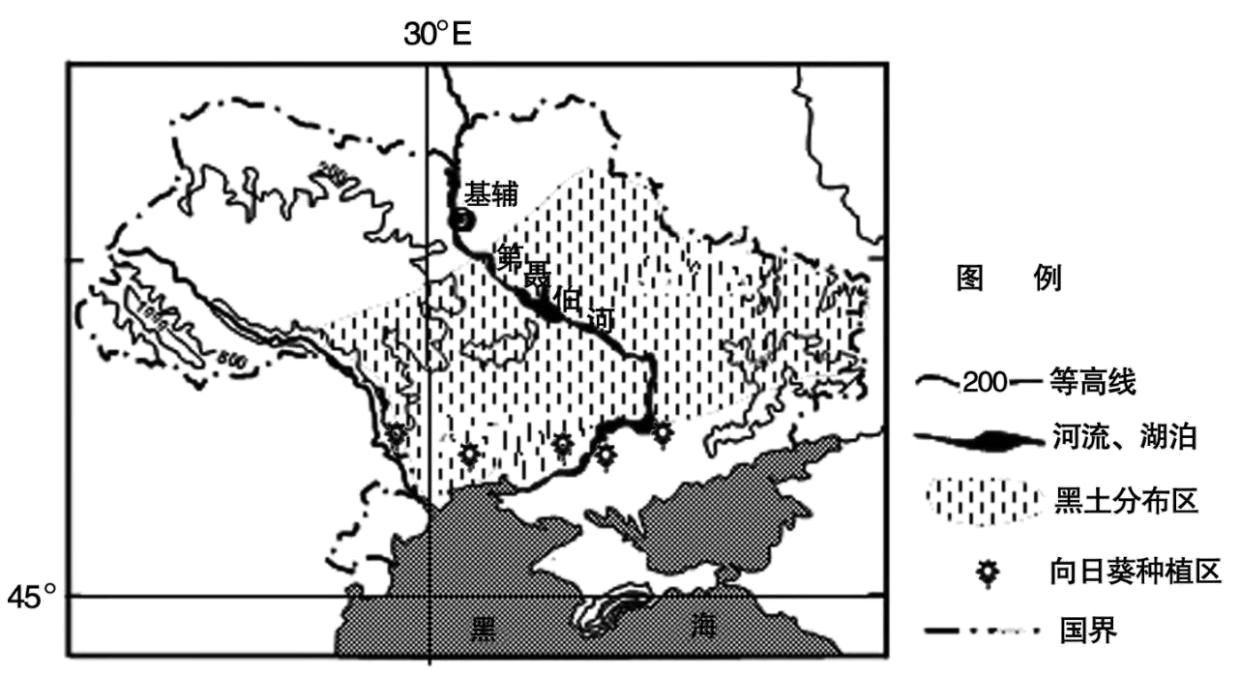 30°E
200
基辅
第聂伯河
1000
800
45°
黑 海
图 例
200 等高线
河流、湖泊
黑土分布区
向日葵种植区
国界